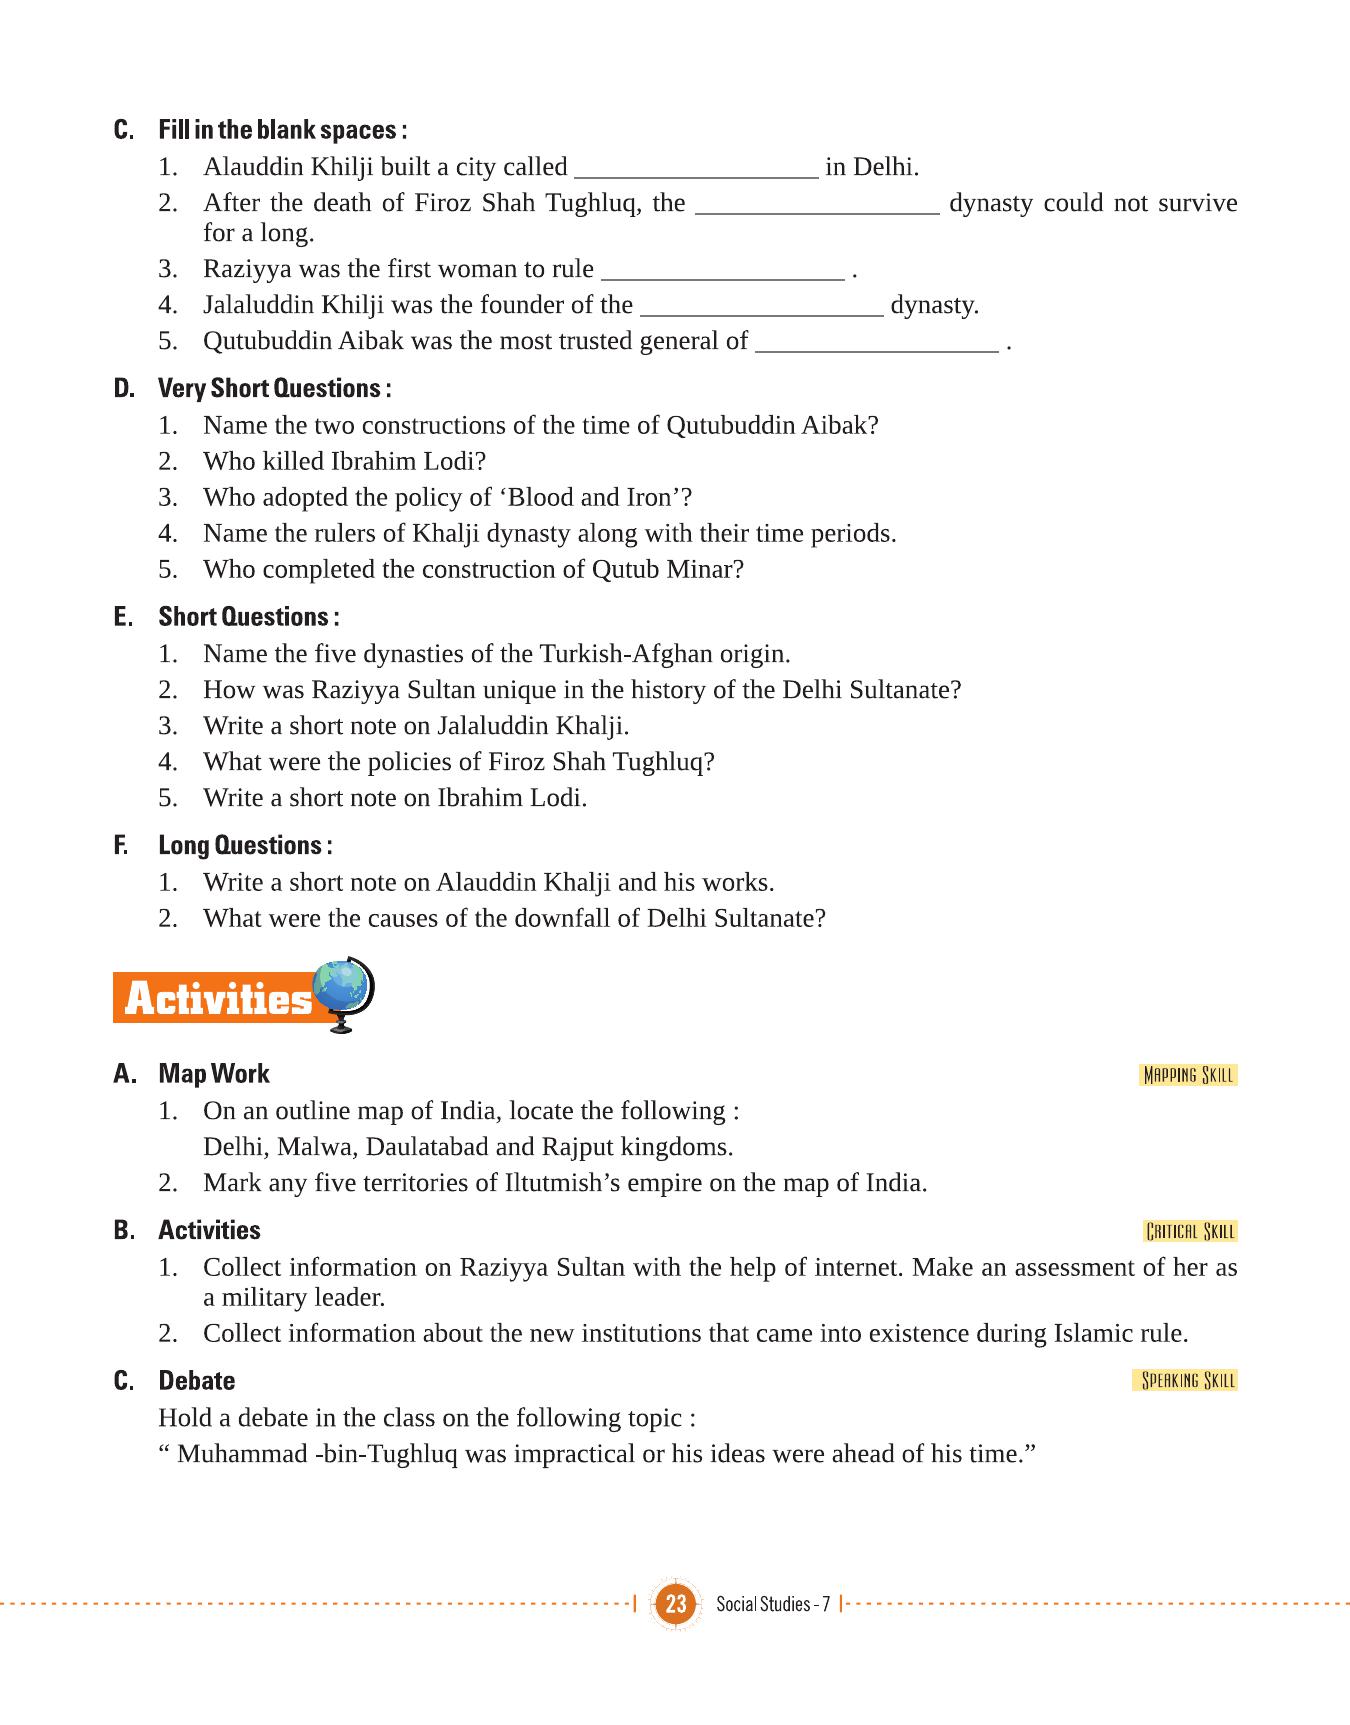 C. Fill in the blank spaces :
1. Alauddin Khilji built a city called __________________ in Delhi.
2. After the death of Firoz Shah Tughluq, the __________________ dynasty could not survive
for a long.
3. Raziyya was the first woman to rule __________________ .
4. Jalaluddin Khilji was the founder of the __________________ dynasty.
5. Qutubuddin Aibak was the most trusted general of __________________ .
D. Very Short Questions :
1. Name the two constructions of the time of Qutubuddin Aibak?
2. Who killed Ibrahim Lodi?
3. Who adopted the policy of ‘Blood and Iron’?
4. Name the rulers of Khalji dynasty along with their time periods.
5. Who completed the construction of Qutub Minar?
E. Short Questions :
1. Name the five dynasties of the Turkish-Afghan origin.
2. How was Raziyya Sultan unique in the history of the Delhi Sultanate?
3. Write a short note on Jalaluddin Khalji.
4. What were the policies of Firoz Shah Tughluq?
5. Write a short note on Ibrahim Lodi.
F. Long Questions :
1. Write a short note on Alauddin Khalji and his works.
2. What were the causes of the downfall of Delhi Sultanate?
Activities
A. Map Work MAPPING SKILL
1. On an outline map of India, locate the following :
Delhi, Malwa, Daulatabad and Rajput kingdoms.
2. Mark any five territories of Iltutmish’s empire on the map of India.
B. Activities CRITICAL SKILL
1. Collect information on Raziyya Sultan with the help of internet. Make an assessment of her as
a military leader.
2. Collect information about the new institutions that came into existence during Islamic rule.
C. Debate SPEAKING SKILL
Hold a debate in the class on the following topic :
“ Muhammad -bin-Tughluq was impractical or his ideas were ahead of his time.”
23 Social Studies - 7